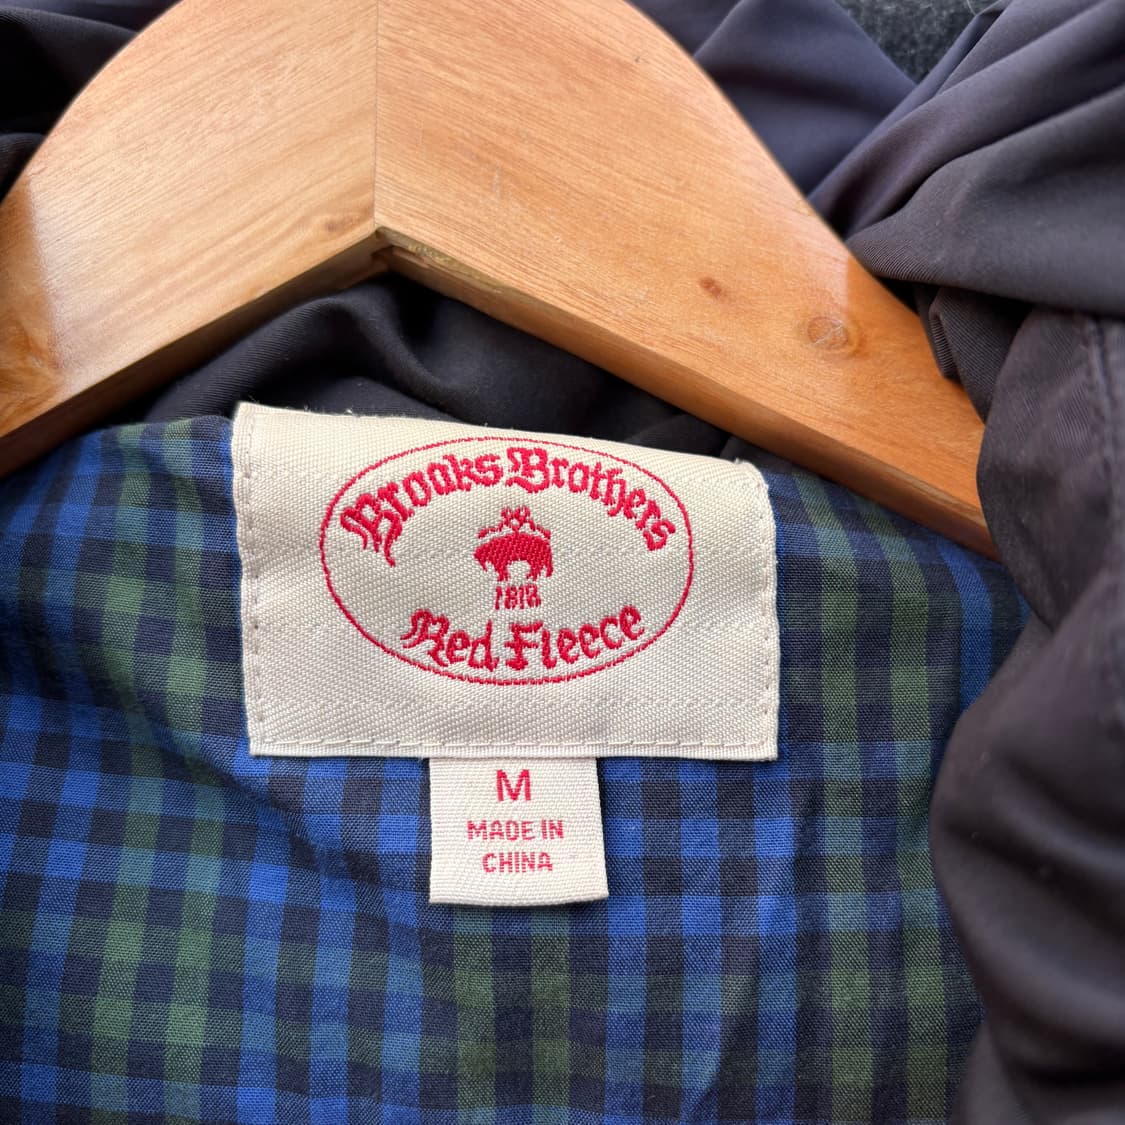 Brooks Brothers
1818
Red Fleece
M
MADE IN
CHINA